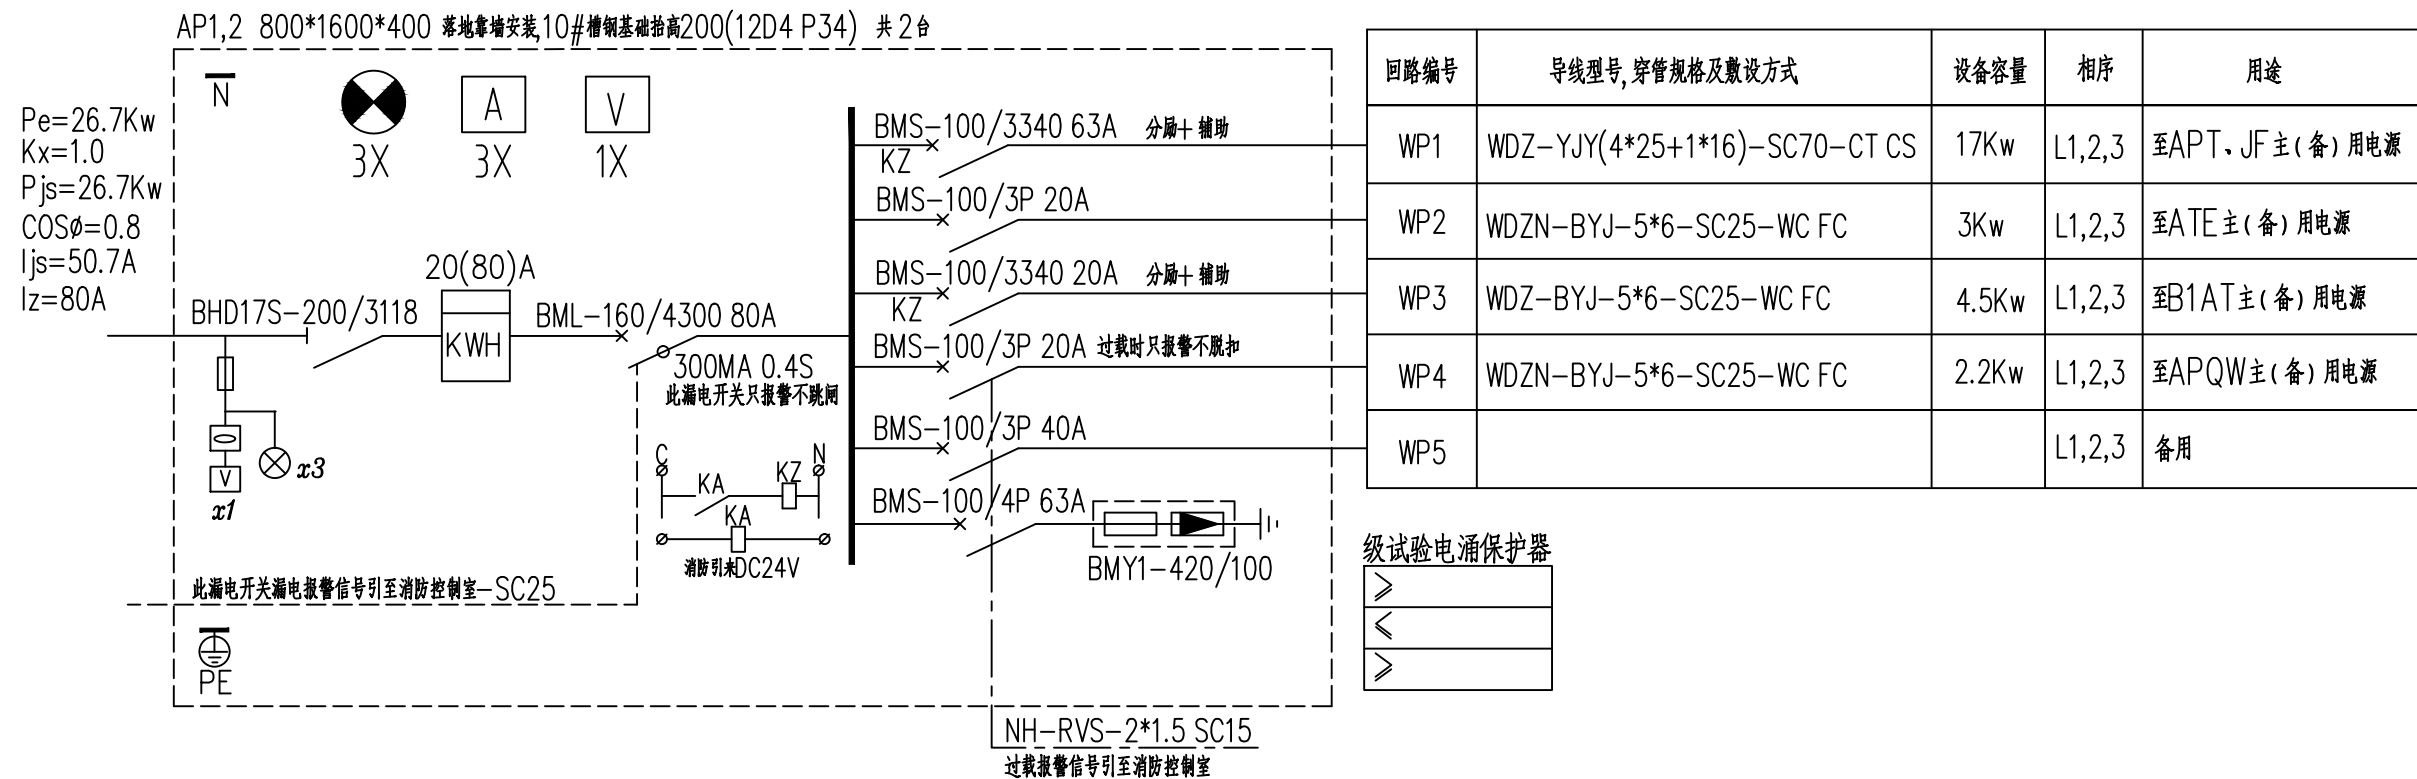 AP1,2 800*1600*400 落地靠墙安装,10#槽钢基础抬高200(12D4 P34) 共2台
N
3X
A
3X
V
1X
Pe=26.7Kw
Kx=1.0
Pjs=26.7Kw
COSø=0.8
Ijs=50.7A
Iz=80A
BHD17S-200/3118
20(80)A
KWH
BML-160/4300 80A
300MA 0.4S
此漏电开关只报警不跳闸
V
x1
x3
C
N
KA
KZ
KA
消防引来DC24V
此漏电开关漏电报警信号引至消防控制室-SC25
PE
BMS-100/3340 63A 分励+辅助
KZ
BMS-100/3P 20A
BMS-100/3340 20A 分励+辅助
KZ
BMS-100/3P 20A 过载时只报警不脱扣
BMS-100/3P 40A
BMS-100/4P 63A
BMY1-420/100
NH-RVS-2*1.5 SC15
过载报警信号引至消防控制室
回路编号 导线型号,穿管规格及敷设方式 设备容量 相序 用途
WP1 WDZ-YJY(4*25+1*16)-SC70-CT CS 17Kw L1,2,3 至APT、JF主(备)用电源
WP2 WDZN-BYJ-5*6-SC25-WC FC 3Kw L1,2,3 至ATE主(备)用电源
WP3 WDZ-BYJ-5*6-SC25-WC FC 4.5Kw L1,2,3 至B1AT主(备)用电源
WP4 WDZN-BYJ-5*6-SC25-WC FC 2.2Kw L1,2,3 至APQW主(备)用电源
WP5 L1,2,3 备用
级试验电涌保护器
⩾
⩽
⩾